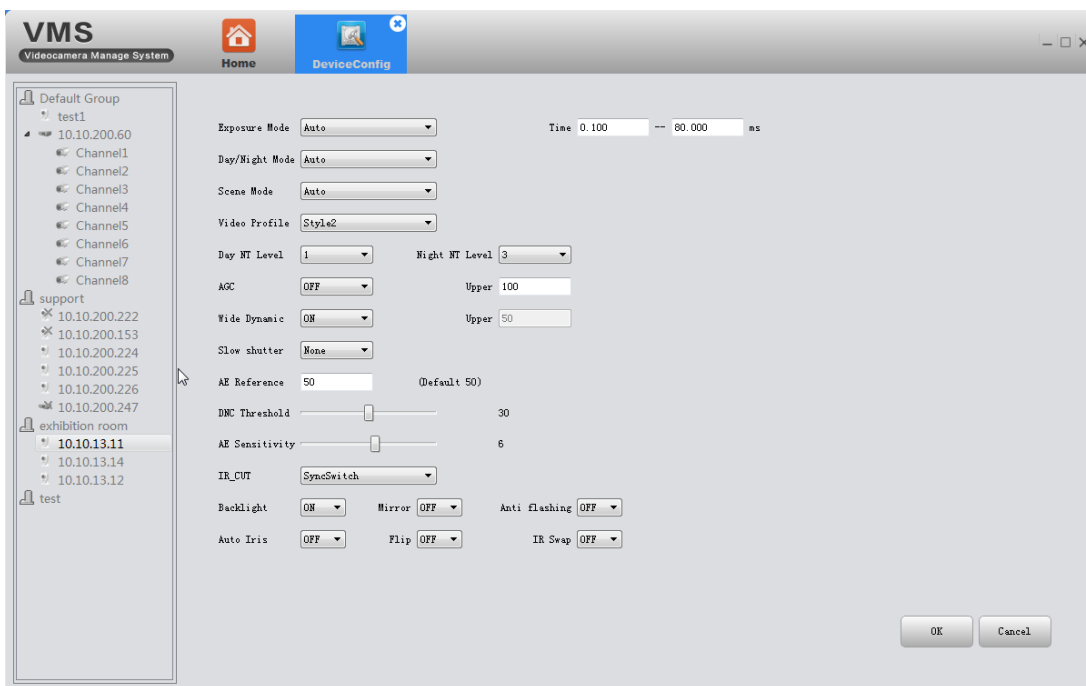 VMS
Videocamera Manage System
Home
DeviceConfig
Default Group
test1
10.10.200.60
Channel1
Channel2
Channel3
Channel4
Channel5
Channel6
Channel7
Channel8
support
10.10.200.222
10.10.200.153
10.10.200.224
10.10.200.225
10.10.200.226
10.10.200.247
exhibition room
10.10.13.11
10.10.13.14
10.10.13.12
test
Exposure Mode Auto Time 0.100 -- 80.000 ms
Day/Night Mode Auto
Scene Mode Auto
Video Profile Style2
Day NT Level 1 Night NT Level 3
AGC OFF Upper 100
Wide Dynamic ON Upper 50
Slow shutter None
AE Reference 50 (Default 50)
DNC Threshold 30
AE Sensitivity 6
IR_CUT SyncSwitch
Backlight ON Mirror OFF Anti flashing OFF
Auto Iris OFF Flip OFF IR Swap OFF
OK Cancel